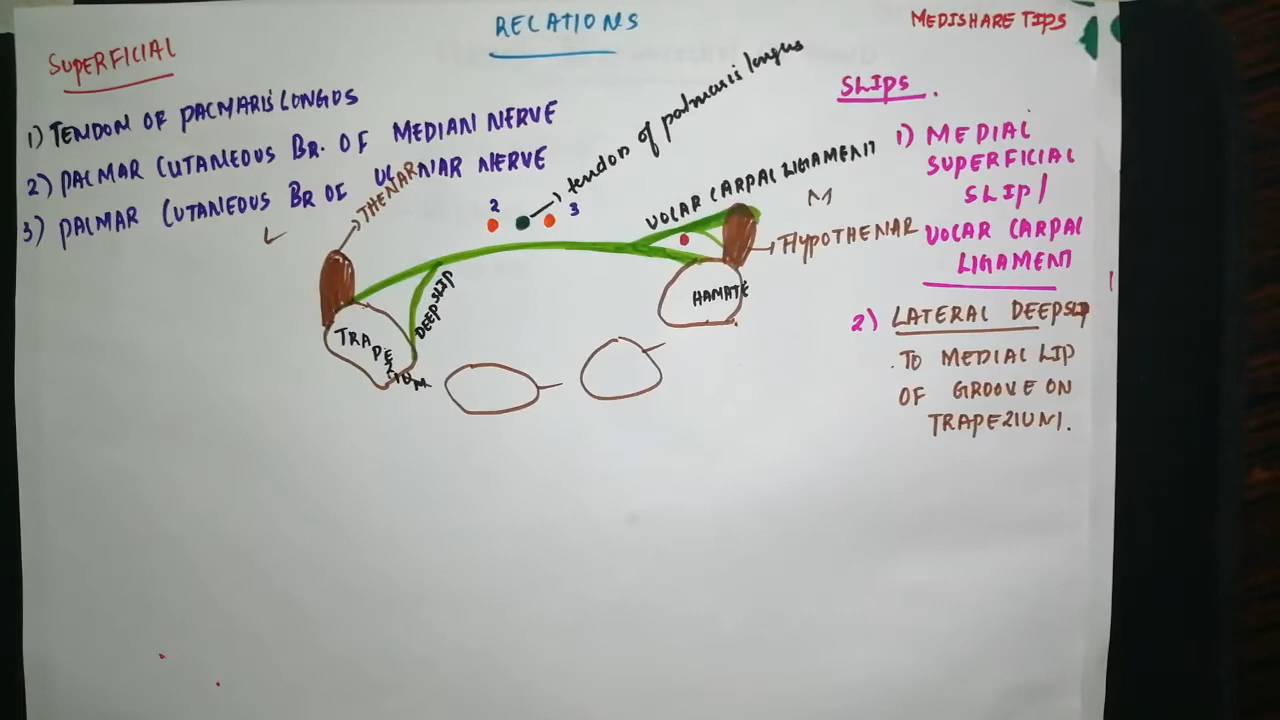 RELATIONS
MEDISHARE TIPS
SUPERFICIAL
1) TENDON OF PALMARIS LONGUS
2) PALMAR CUTANEOUS BR. OF MEDIAN NERVE
3) PALMAR CUTANEOUS BR OF ULNAR NERVE
L
THENAR
2
3
tendon of palmaris longus
VOLAR CARPAL LIGAMENT
M
HYPOTHENAR
DEEP SLIP
TRAPEZIUM
HAMATE
SLIPS.
1) MEDIAL
SUPERFICIAL
SLIP/
VOLAR CARPAL
LIGAMENT
2) LATERAL DEEPSLIP
TO MEDIAL LIP
OF GROOVE ON
TRAPEZIUM.